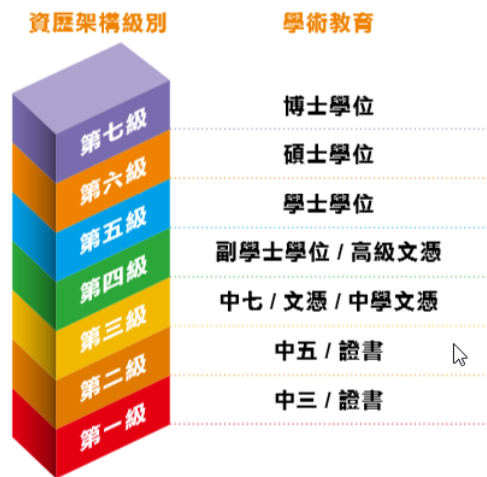 資歷架構級別 學術教育
第七級 博士學位
第六級 碩士學位
第五級 學士學位
第四級 副學士學位 / 高級文憑
第三級 中七 / 文憑 / 中學文憑
第二級 中五 / 證書
第一級 中三 / 證書